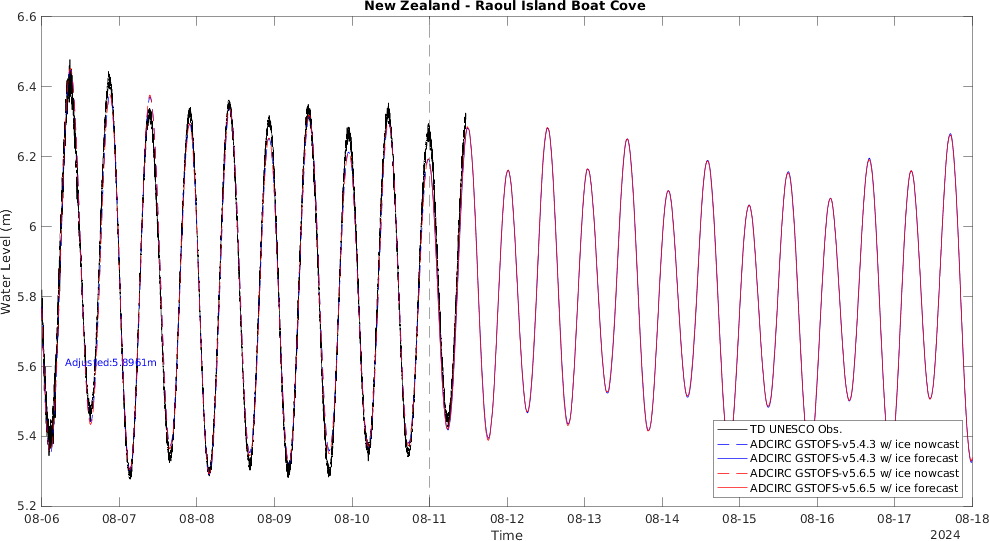 New Zealand - Raoul Island Boat Cove
6.6
6.4
6.2
6
5.8
5.6
5.4
5.2
Water Level (m)
Adjusted:5.8961m
TD UNESCO Obs.
ADCIRC GSTOFS-v5.4.3 w/ ice nowcast
ADCIRC GSTOFS-v5.4.3 w/ ice forecast
ADCIRC GSTOFS-v5.6.5 w/ ice nowcast
ADCIRC GSTOFS-v5.6.5 w/ ice forecast
08-06 08-07 08-08 08-09 08-10 08-11 08-12 08-13 08-14 08-15 08-16 08-17 08-18
Time
2024